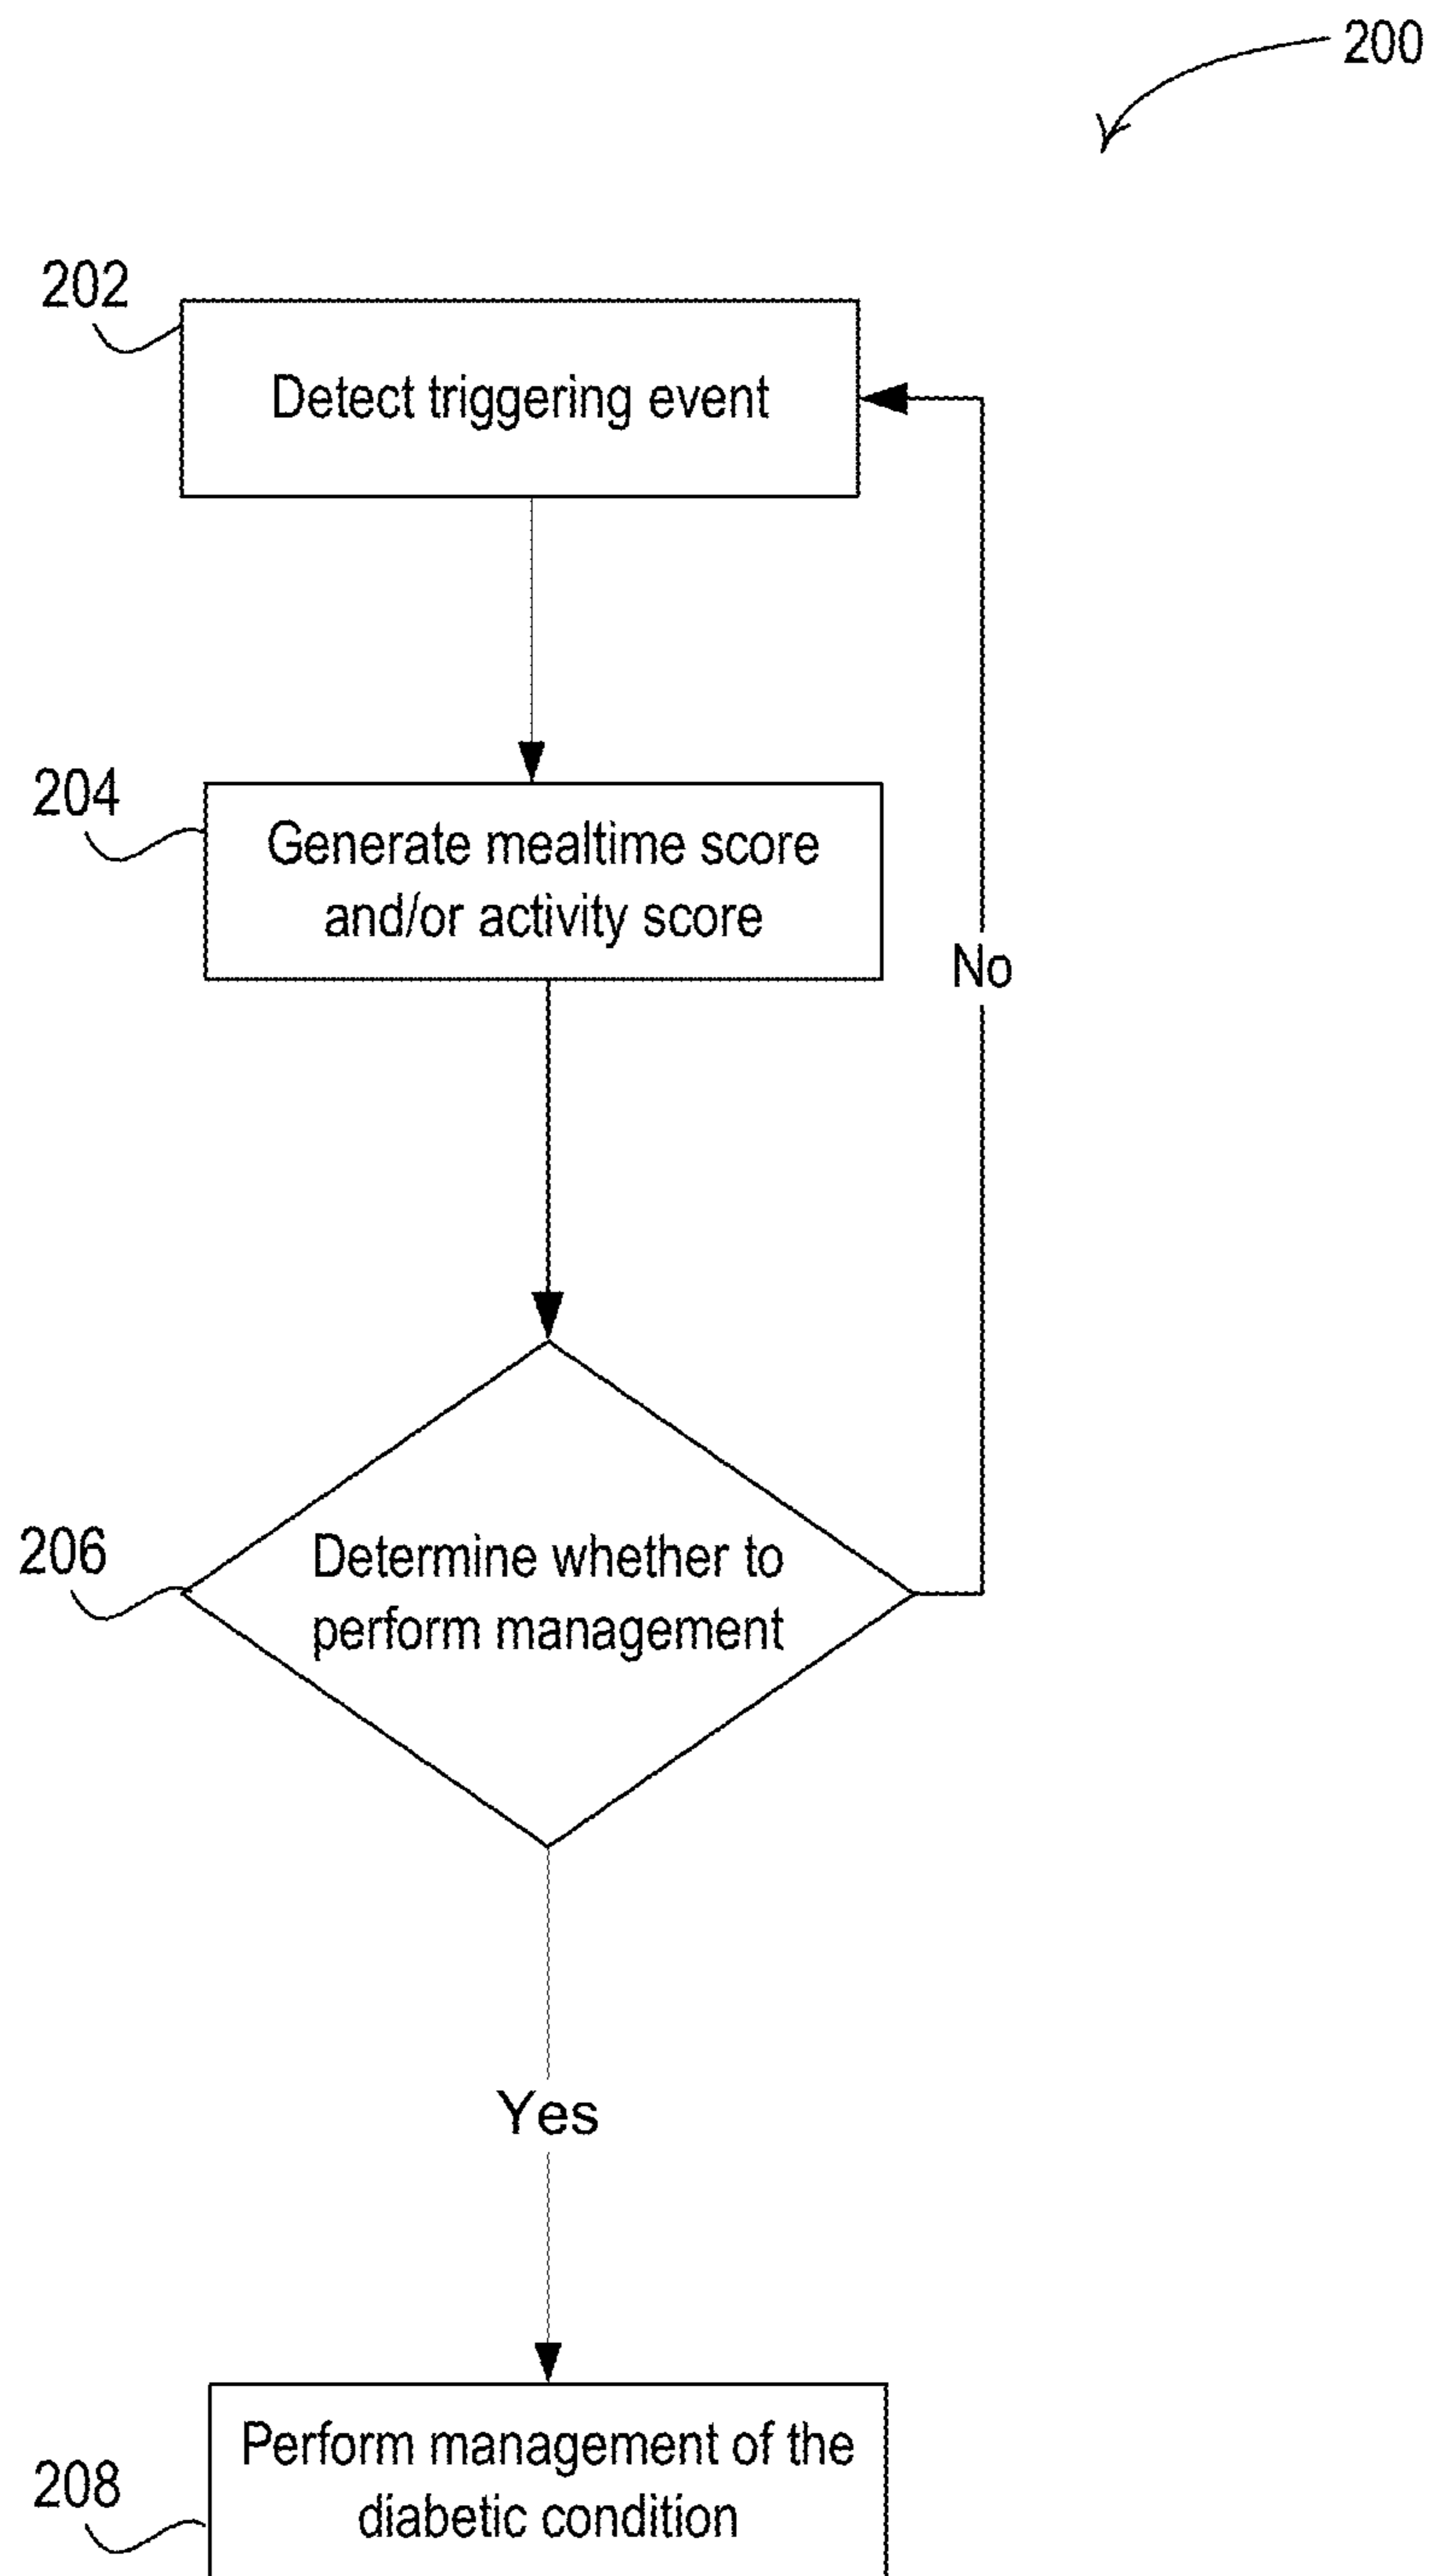 200
202
Detect triggering event
204
Generate mealtime score
and/or activity score
No
206
Determine whether to
perform management
Yes
208
Perform management of the
diabetic condition